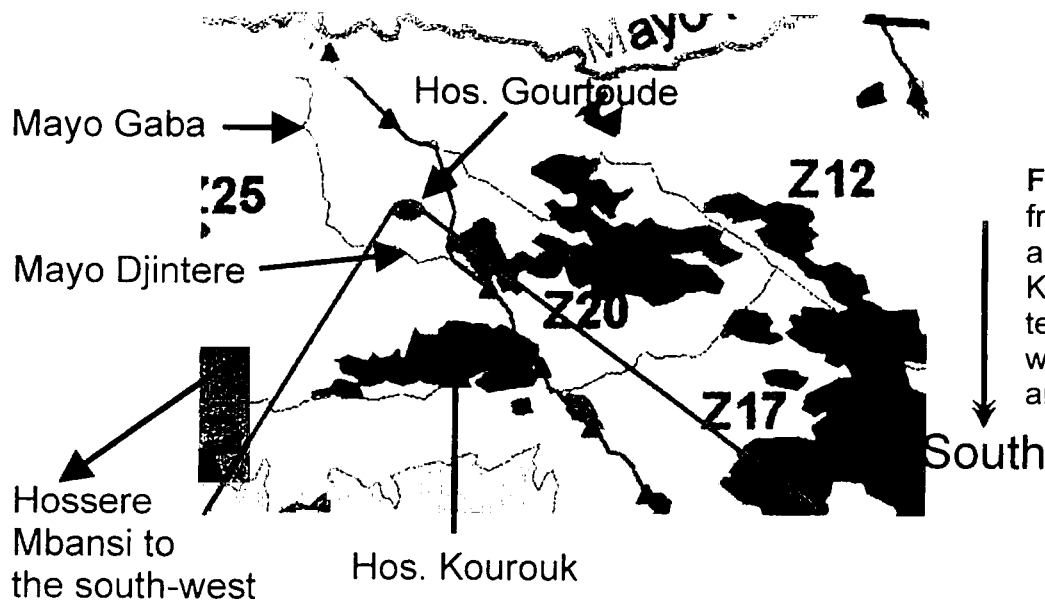 Mayo
Hos. Gourtoude
Mayo Gaba
Z12
Z25
Mayo Djintere
Z20
Z17
South
Hossere
Mbansi to
the south-west
Hos. Kourouk